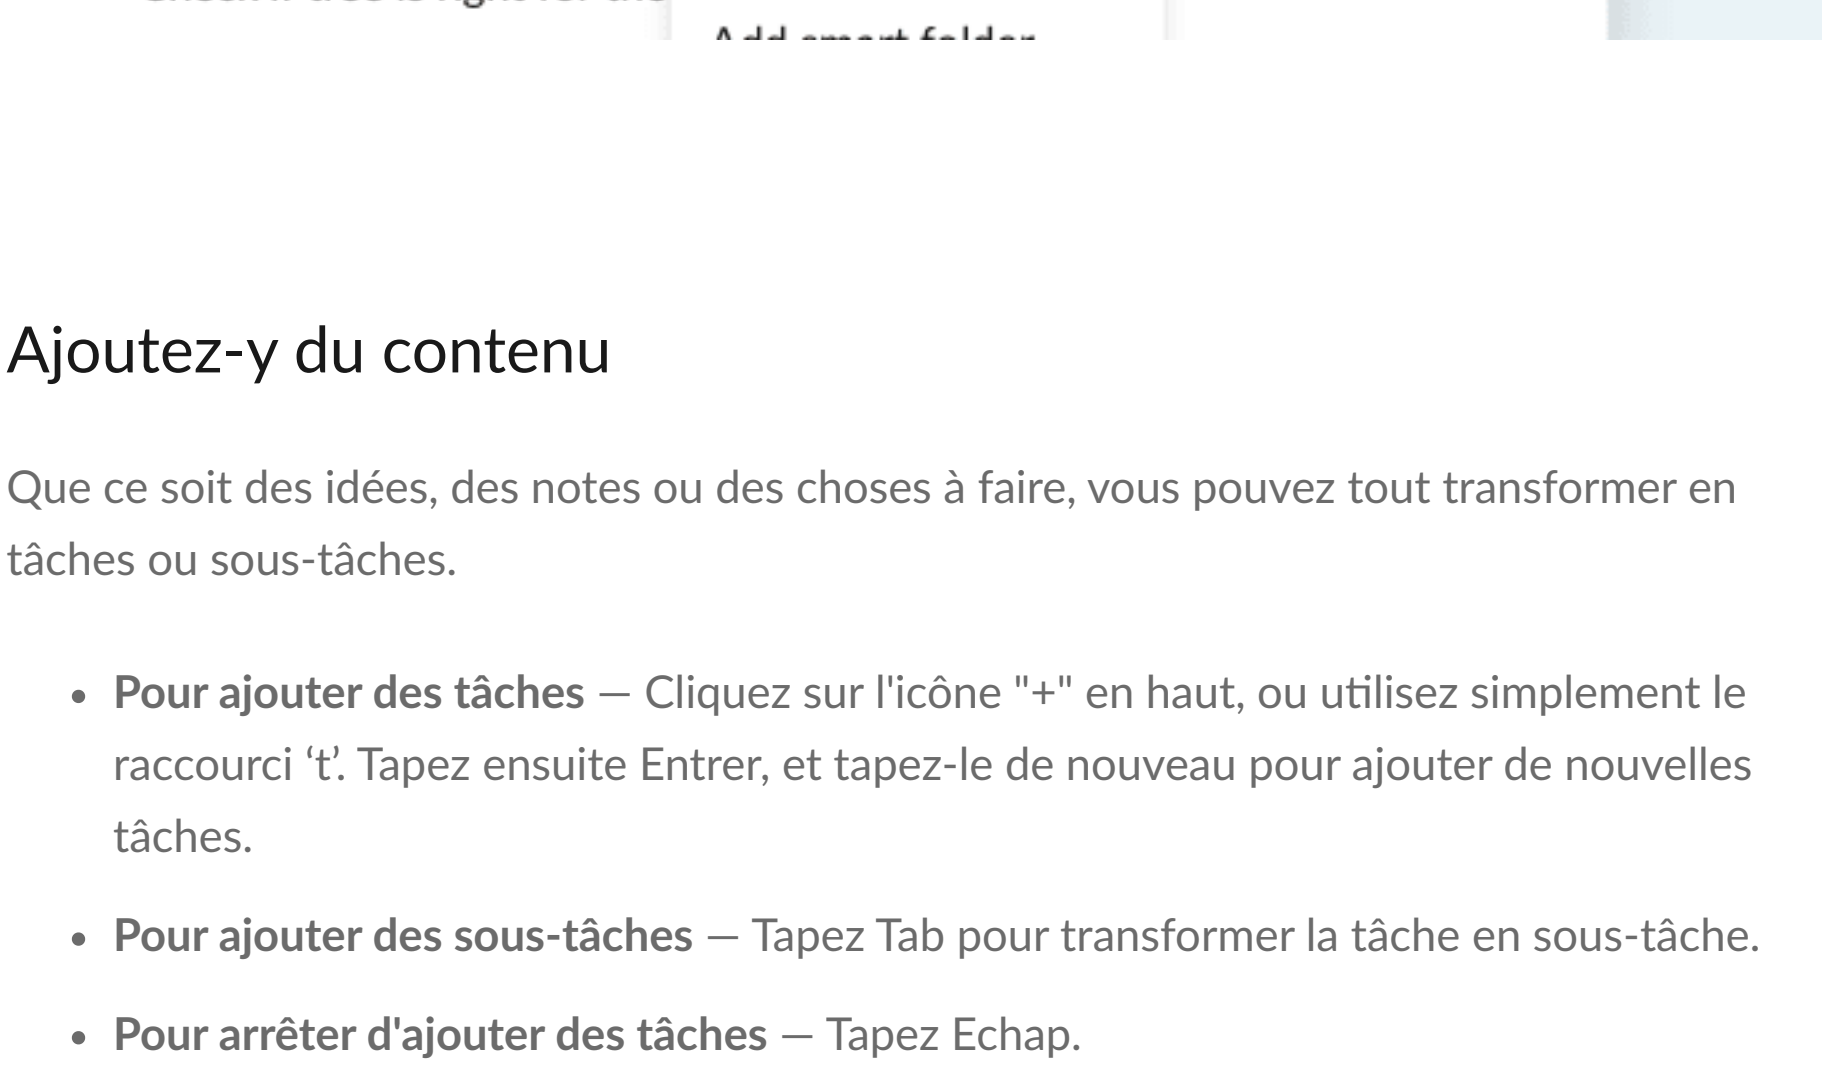 Add smart folder
Ajoutez-y du contenu
Que ce soit des idées, des notes ou des choses à faire, vous pouvez tout transformer en
tâches ou sous-tâches.
• Pour ajouter des tâches — Cliquez sur l'icône "+" en haut, ou utilisez simplement le
raccourci ‘t’. Tapez ensuite Entrer, et tapez-le de nouveau pour ajouter de nouvelles
tâches.
• Pour ajouter des sous-tâches — Tapez Tab pour transformer la tâche en sous-tâche.
• Pour arrêter d'ajouter des tâches — Tapez Echap.